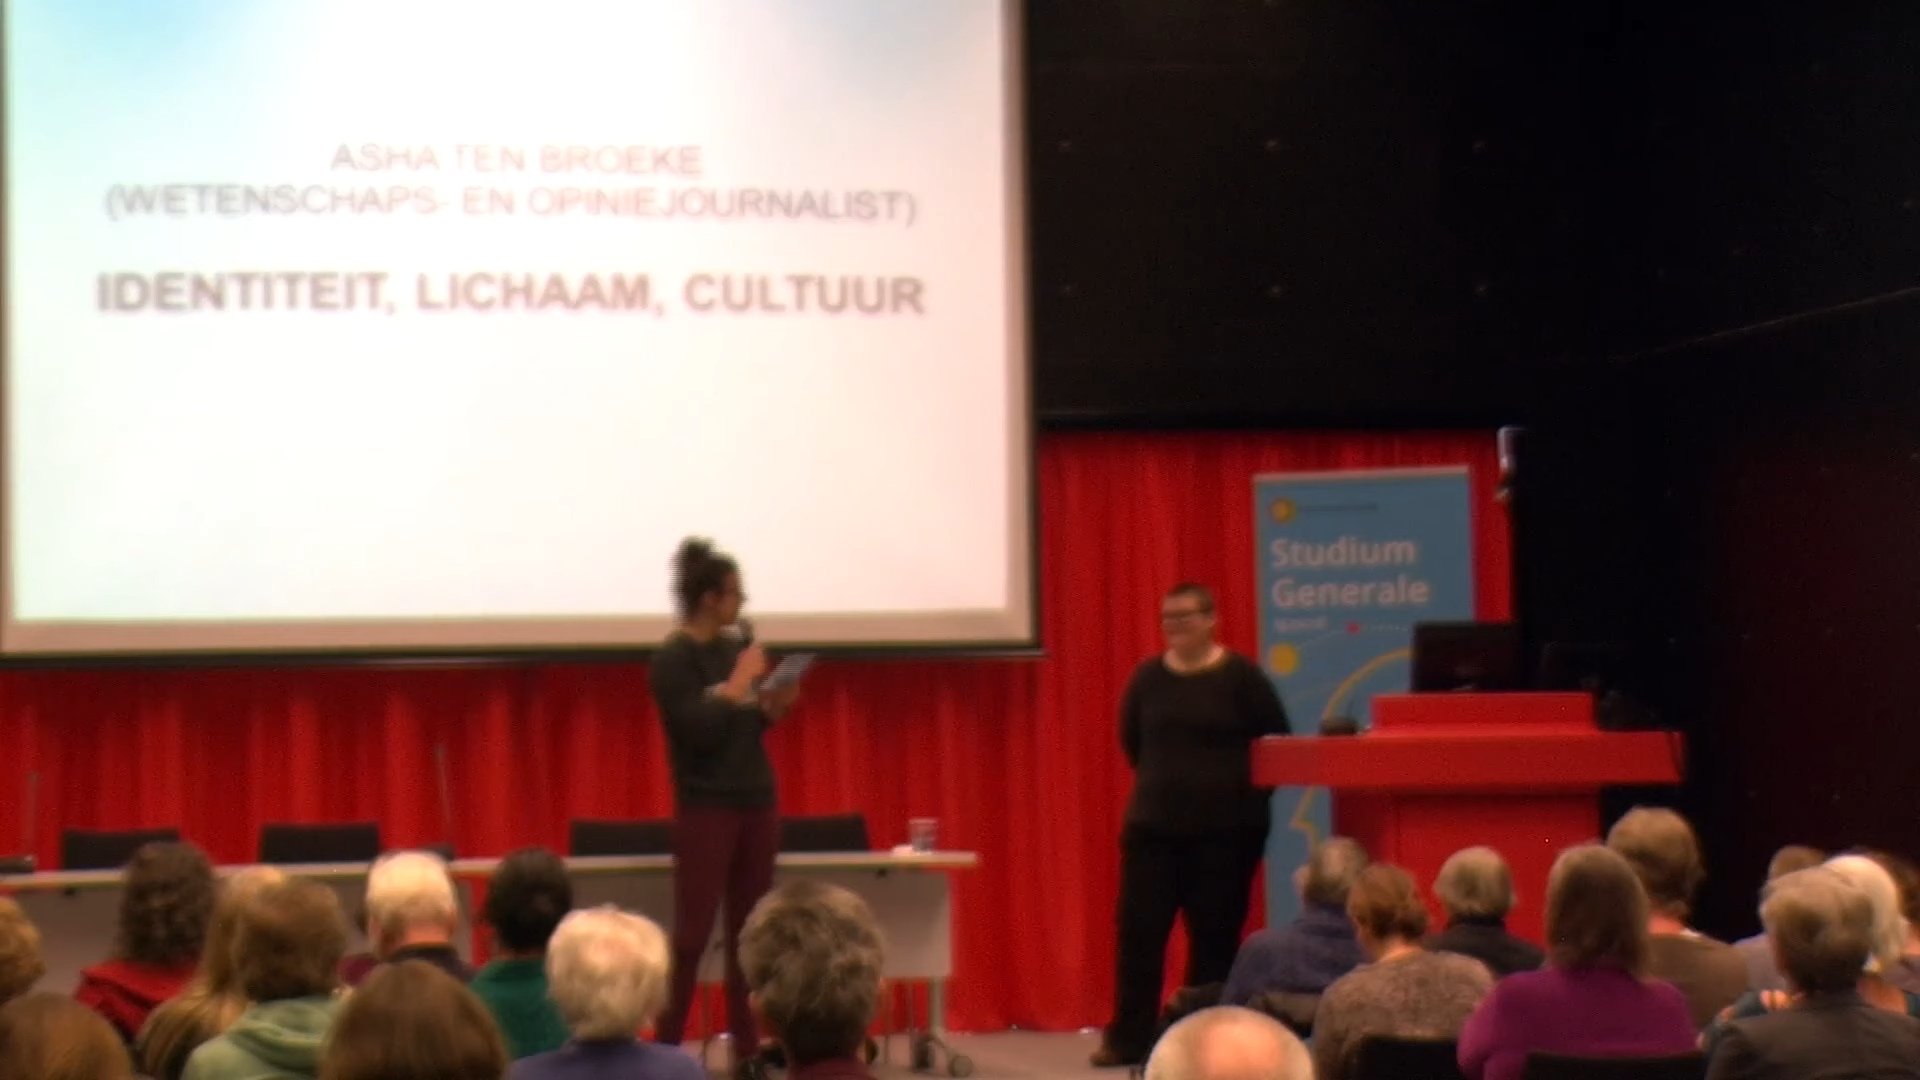 ASHA TEN BROEKE
(WETENSCHAPS- EN OPINIEJOURNALIST)
IDENTITEIT, LICHAAM, CULTUUR
Studium
Generale